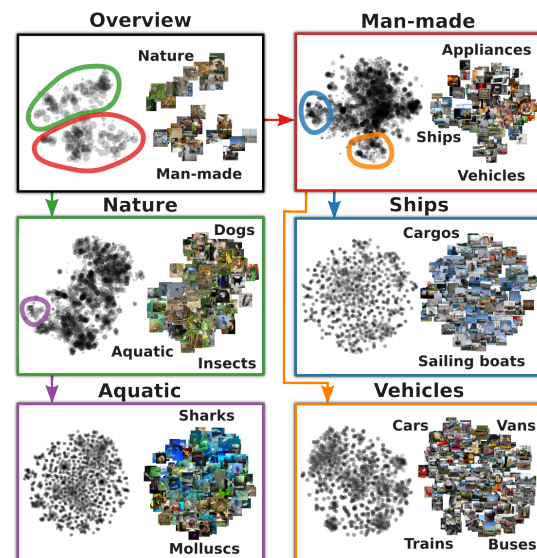 Overview
Nature
Man-made
Man-made
Appliances
Ships
Vehicles
Nature
Dogs
Aquatic
Insects
Ships
Cargos
Sailing boats
Aquatic
Sharks
Molluscs
Vehicles
Cars
Vans
Trains
Buses